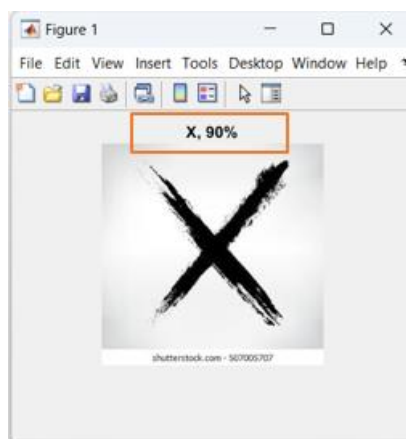 Figure 1
File Edit View Insert Tools Desktop Window Help
X, 90%
shutterstock.com · 507005707